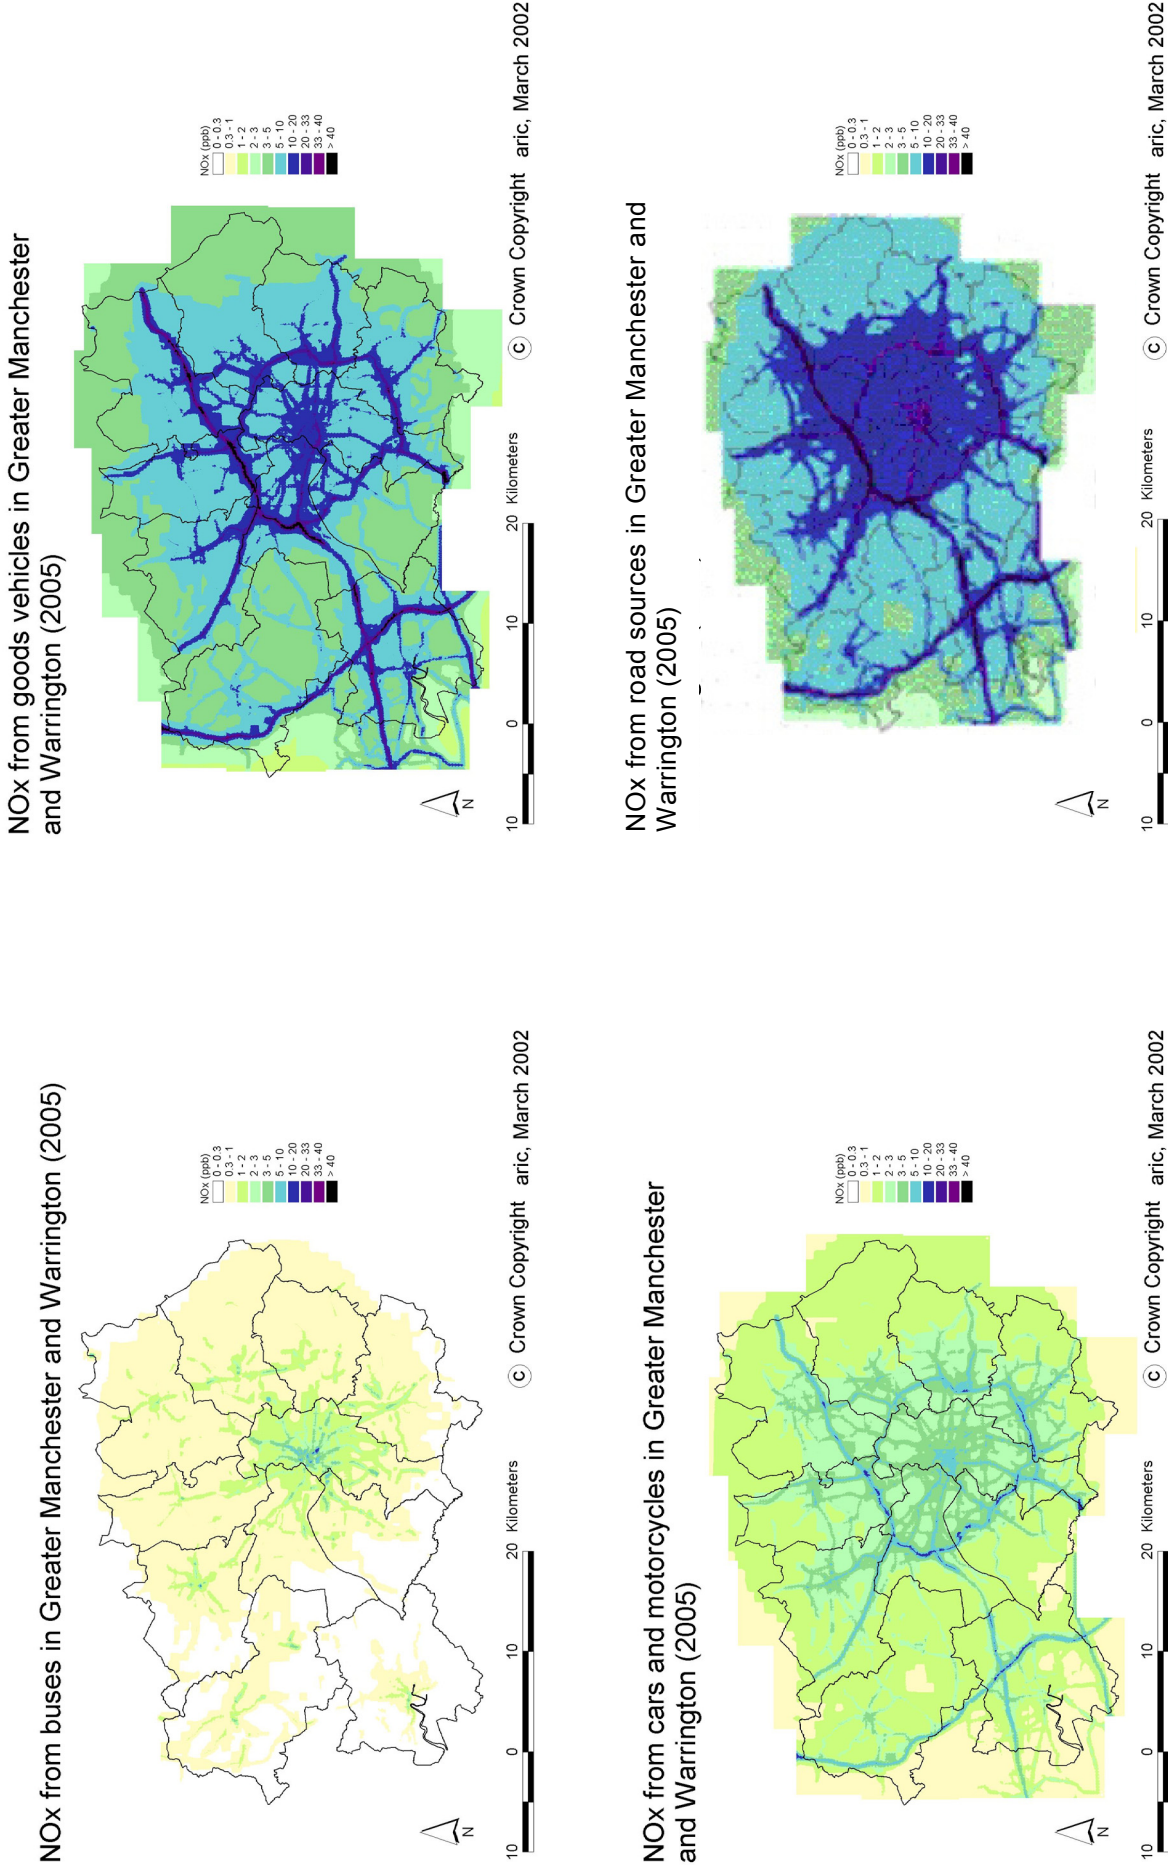 NOx from buses in Greater Manchester and Warrington (2005)
NOx (ppb)
0 - 0.3
0.3 - 1
1 - 2
2 - 3
3 - 5
5 - 10
10 - 20
20 - 33
33 - 40
> 40
N
10 0 10 20 Kilometers
C Crown Copyright aric, March 2002
NOx from goods vehicles in Greater Manchester
and Warrington (2005)
NOx (ppb)
0 - 0.3
0.3 - 1
1 - 2
2 - 3
3 - 5
5 - 10
10 - 20
20 - 33
33 - 40
> 40
N
10 0 10 20 Kilometers
C Crown Copyright aric, March 2002
NOx from cars and motorcycles in Greater Manchester
and Warrington (2005)
NOx (ppb)
0 - 0.3
0.3 - 1
1 - 2
2 - 3
3 - 5
5 - 10
10 - 20
20 - 33
33 - 40
> 40
N
10 0 10 20 Kilometers
C Crown Copyright aric, March 2002
NOx from road sources in Greater Manchester and
Warrington (2005)
NOx (ppb)
0 - 0.3
0.3 - 1
1 - 2
2 - 3
3 - 5
5 - 10
10 - 20
20 - 33
33 - 40
> 40
N
10 0 10 20 Kilometers
C Crown Copyright aric, March 2002